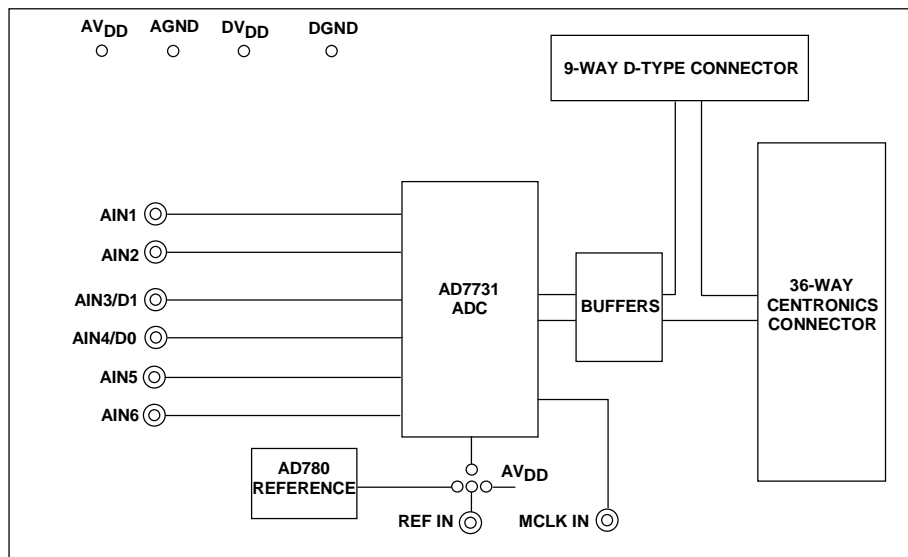 AVDD AGND DVDD DGND
9-WAY D-TYPE CONNECTOR
AIN1
AIN2
AIN3/D1
AIN4/D0
AIN5
AIN6
AD7731
ADC
BUFFERS
36-WAY
CENTRONICS
CONNECTOR
AD780
REFERENCE
AVDD
REF IN
MCLK IN